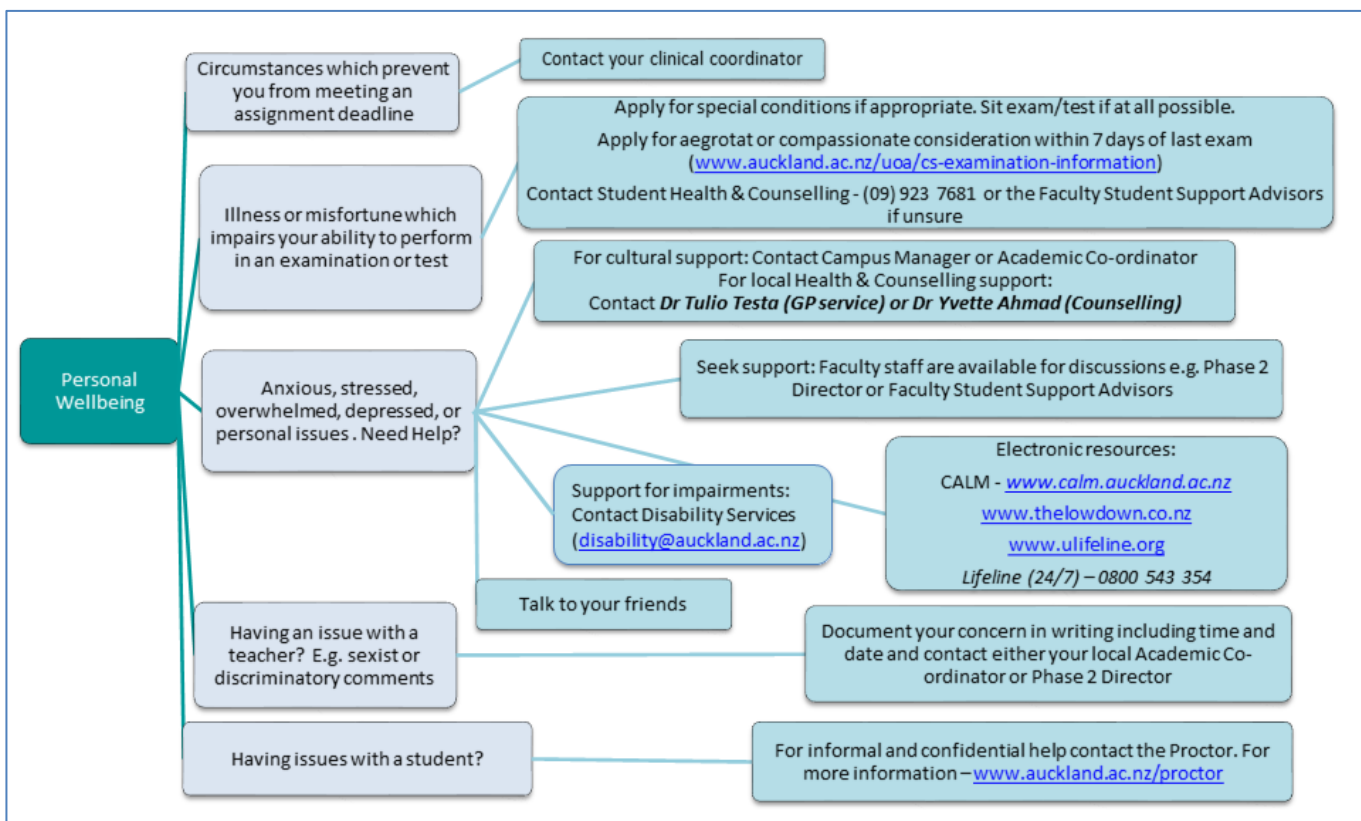 Circumstances which prevent
you from meeting an
assignment deadline
Contact your clinical coordinator
Illness or misfortune which
impairs your ability to perform
in an examination or test
Apply for special conditions if appropriate. Sit exam/test if at all possible.
Apply for aegrotat or compassionate consideration within 7 days of last exam
(www.auckland.ac.nz/uoa/cs-examination-information)
Contact Student Health & Counselling - (09) 923 7681 or the Faculty Student Support Advisors
if unsure
Personal
Wellbeing
Anxious, stressed,
overwhelmed, depressed, or
personal issues . Need Help?
For cultural support: Contact Campus Manager or Academic Co-ordinator
For local Health & Counselling support:
Contact Dr Tulio Testa (GP service) or Dr Yvette Ahmad (Counselling)
Seek support: Faculty staff are available for discussions e.g. Phase 2
Director or Faculty Student Support Advisors
Support for impairments:
Contact Disability Services
(disability@auckland.ac.nz)
Electronic resources:
CALM - www.calm.auckland.ac.nz
www.thelowdown.co.nz
www.ulifeline.org
Lifeline (24/7) – 0800 543 354
Talk to your friends
Having an issue with a
teacher? E.g. sexist or
discriminatory comments
Document your concern in writing including time and
date and contact either your local Academic Co-
ordinator or Phase 2 Director
Having issues with a student?
For informal and confidential help contact the Proctor. For
more information – www.auckland.ac.nz/proctor